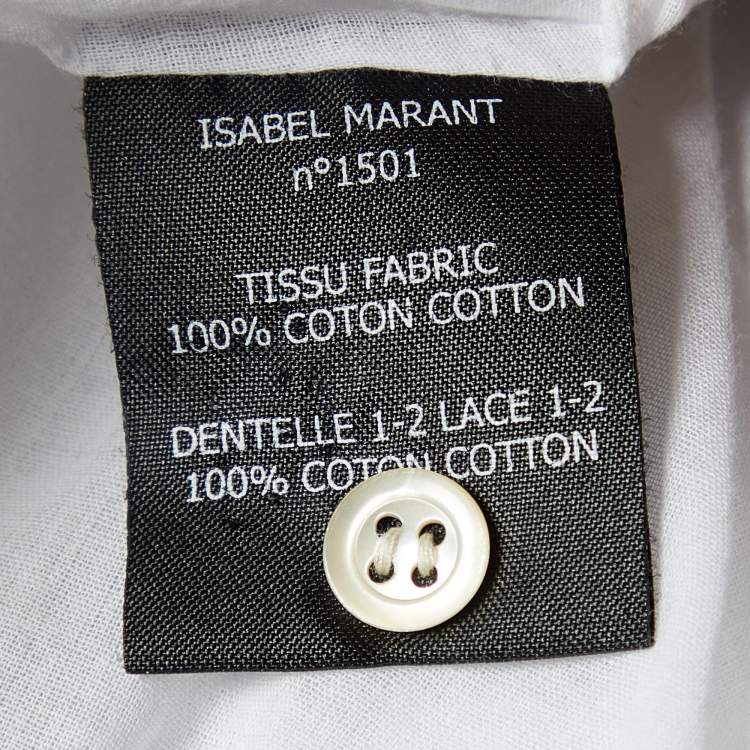 ISABEL MARANT
n°1501
TISSU FABRIC
100% COTON COTTON
DENTELLE 1-2 LACE 1-2
100% COTON COTTON